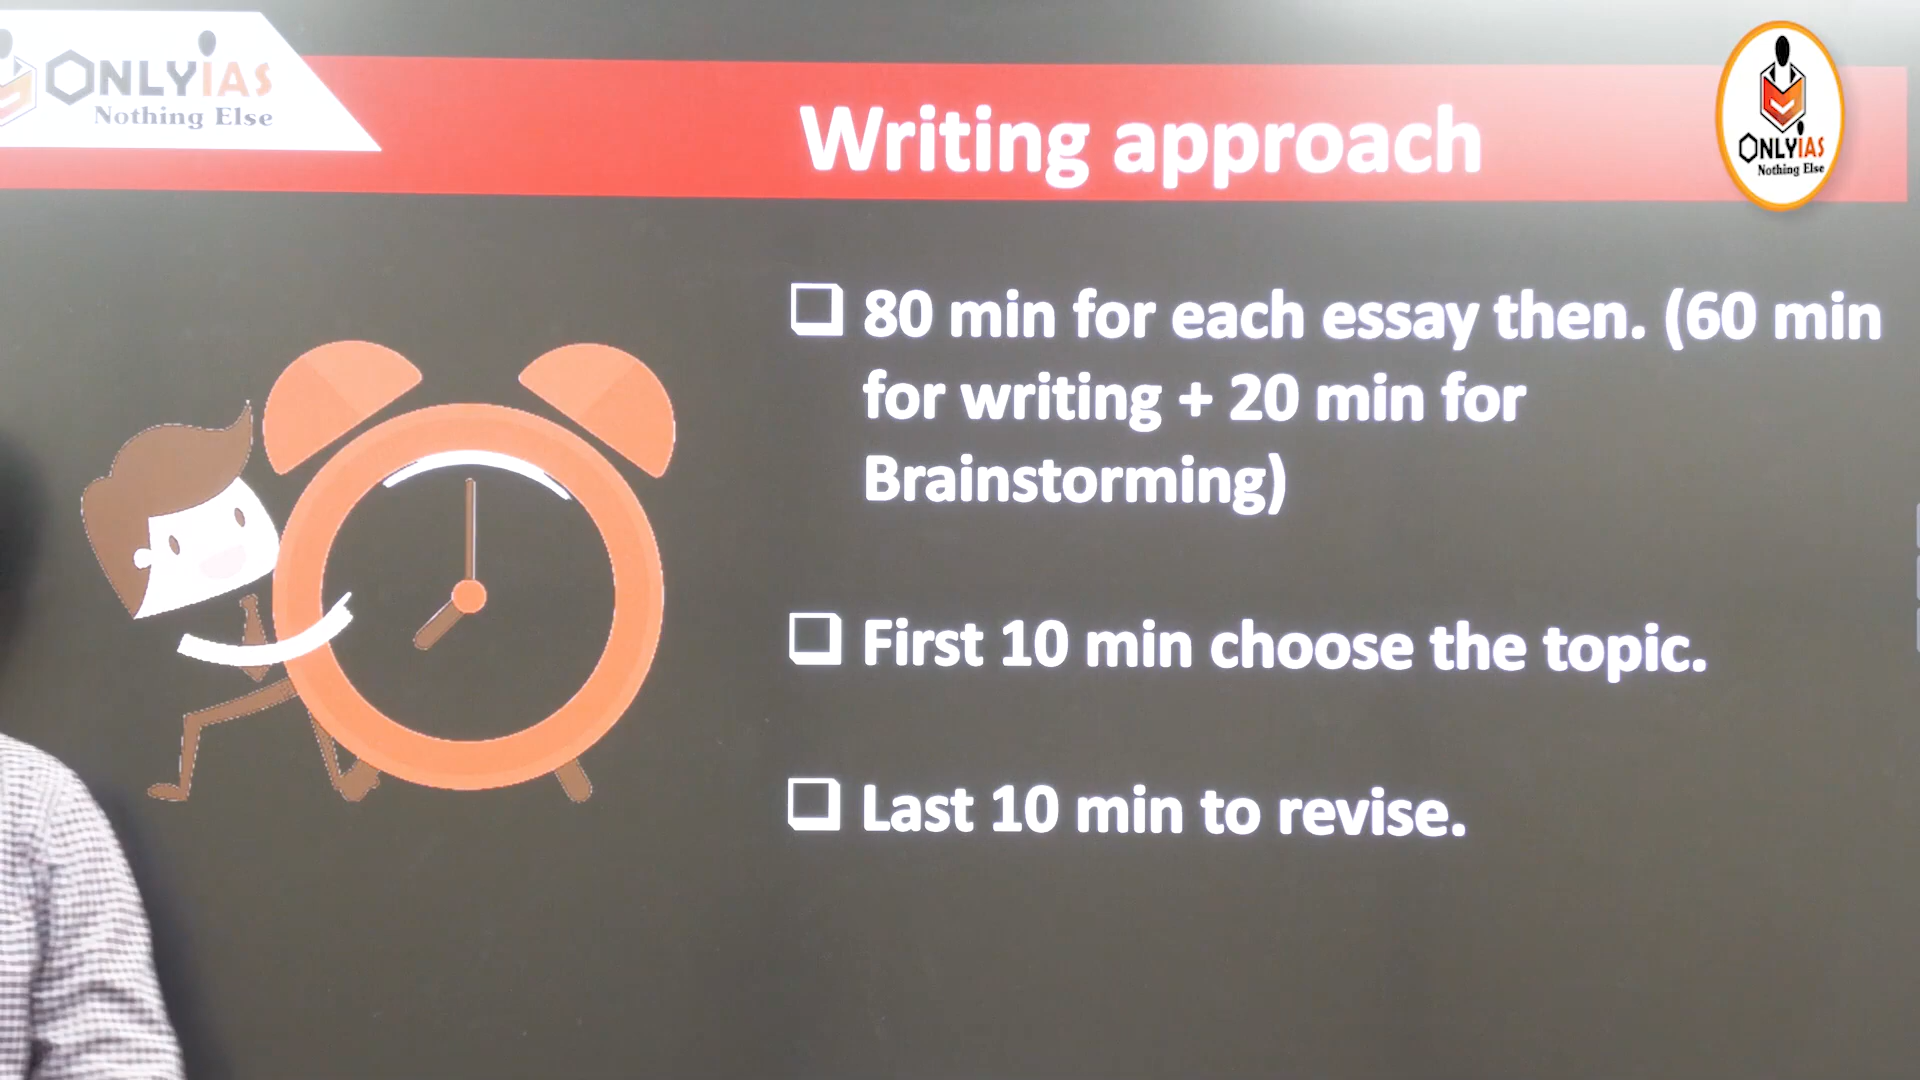 ONLYIAS
Nothing Else
Writing approach
ONLYIAS
Nothing Else
80 min for each essay then. (60 min
for writing + 20 min for
Brainstorming)
First 10 min choose the topic.
Last 10 min to revise.